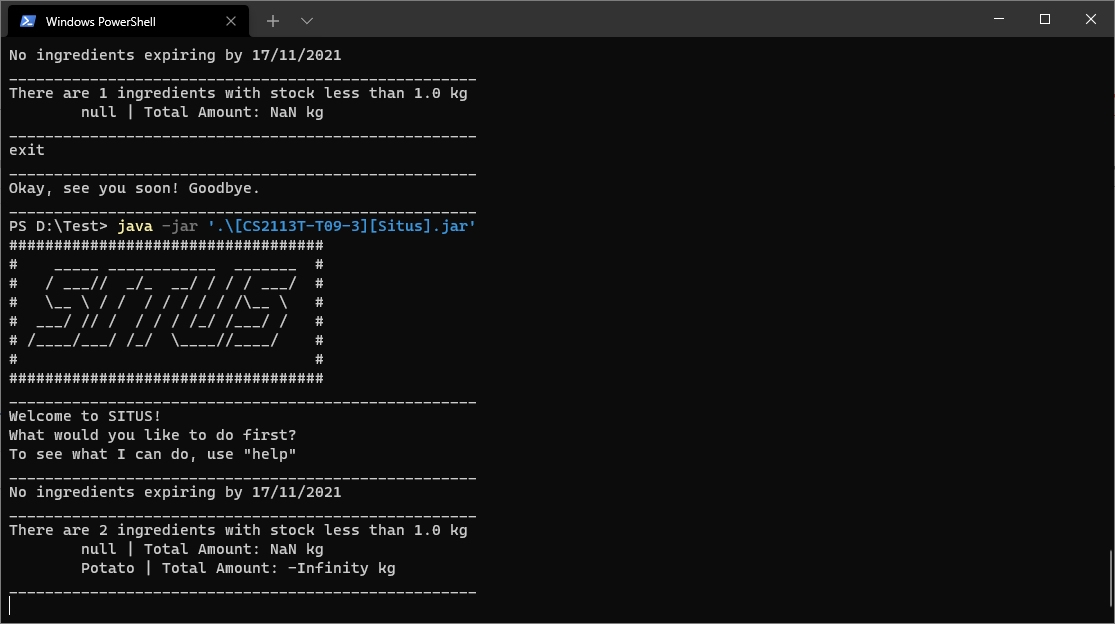 Windows PowerShell
No ingredients expiring by 17/11/2021
____________________________________________________
There are 1 ingredients with stock less than 1.0 kg
        null | Total Amount: NaN kg
____________________________________________________
exit
____________________________________________________
Okay, see you soon! Goodbye.
____________________________________________________
PS D:\Test> java -jar '.\[CS2113T-T09-3][Situs].jar'
###################################
#    _____ ____________  _______  #
#   / ___//  _/_  __/ / / / ___/  #
#   \__ \ / /  / / / / / /\__ \   #
#  ___/ // /  / / / /_/ /___/ /   #
# /____/___/ /_/  \____//____/    #
#                                 #
###################################
____________________________________________________
Welcome to SITUS!
What would you like to do first?
To see what I can do, use "help"
____________________________________________________
No ingredients expiring by 17/11/2021
____________________________________________________
There are 2 ingredients with stock less than 1.0 kg
        null | Total Amount: NaN kg
        Potato | Total Amount: -Infinity kg
____________________________________________________